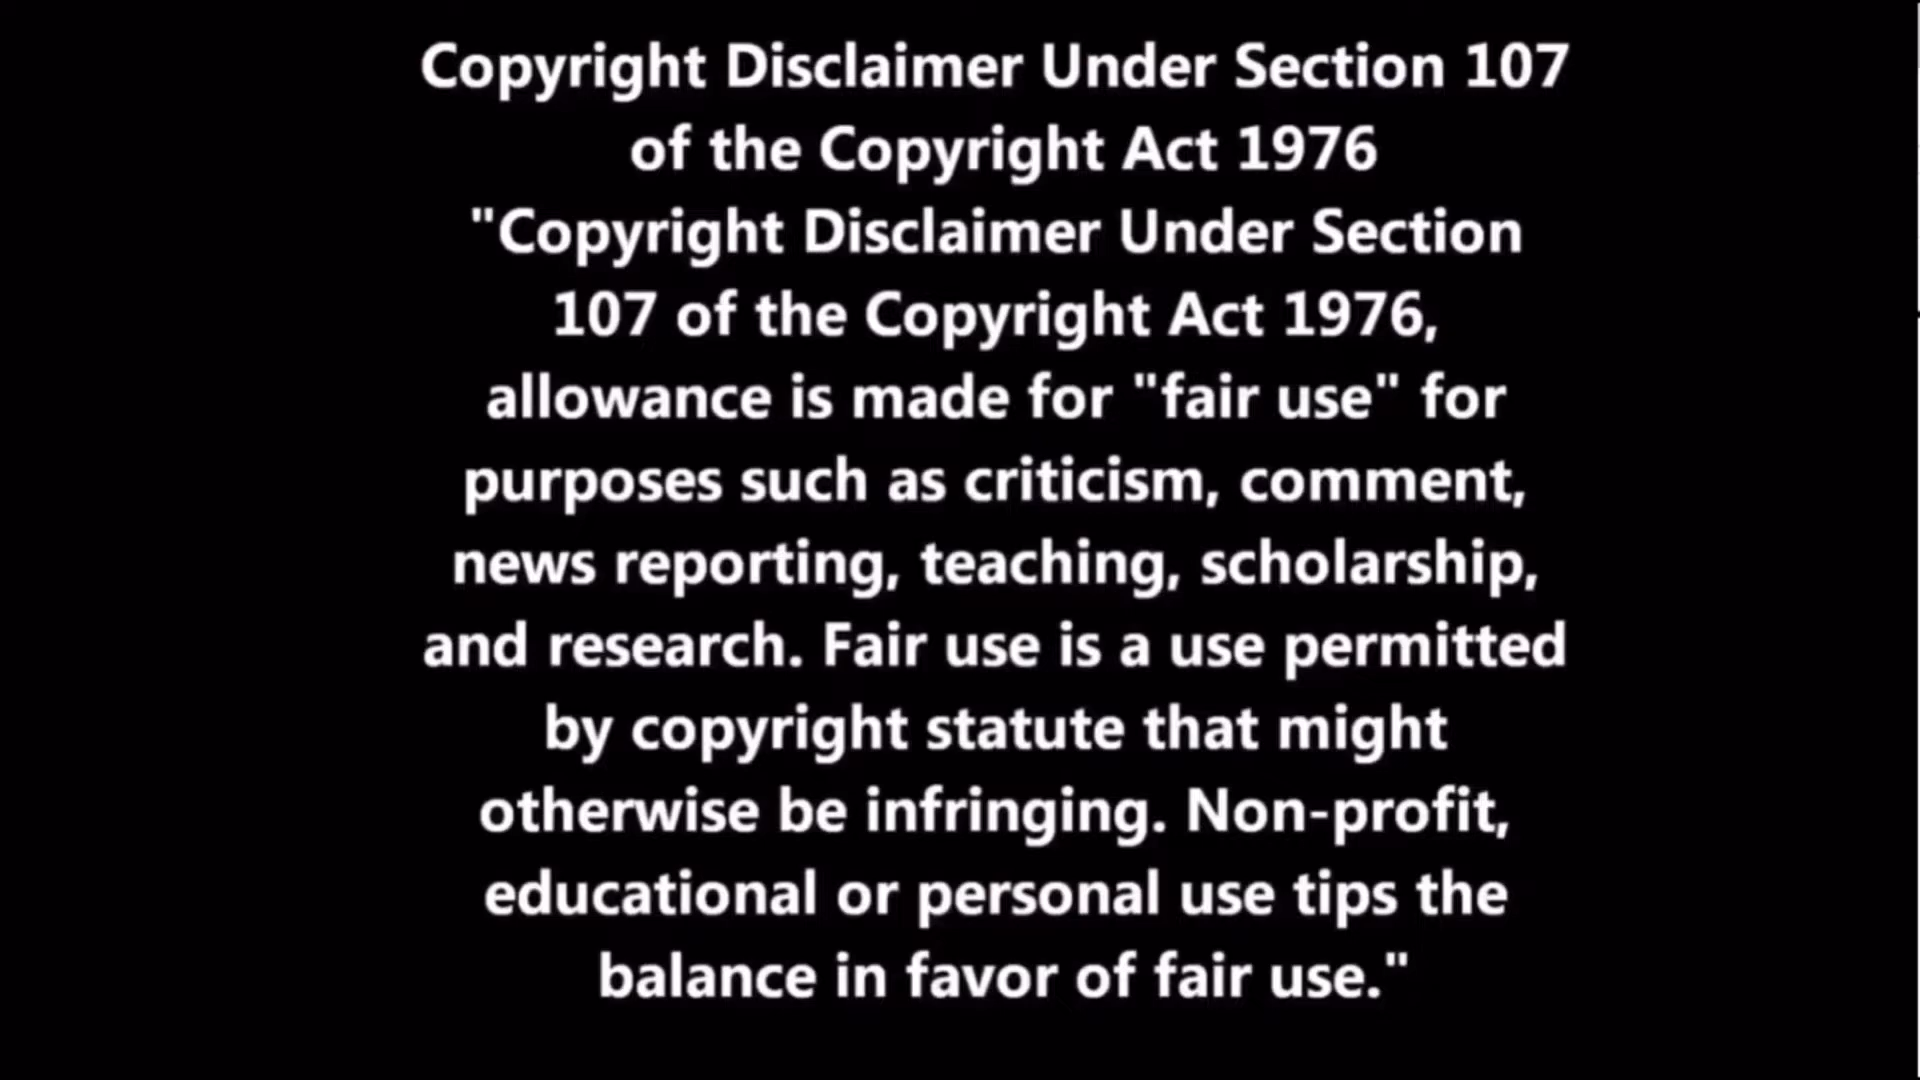 Copyright Disclaimer Under Section 107
of the Copyright Act 1976
"Copyright Disclaimer Under Section
107 of the Copyright Act 1976,
allowance is made for "fair use" for
purposes such as criticism, comment,
news reporting, teaching, scholarship,
and research. Fair use is a use permitted
by copyright statute that might
otherwise be infringing. Non-profit,
educational or personal use tips the
balance in favor of fair use."